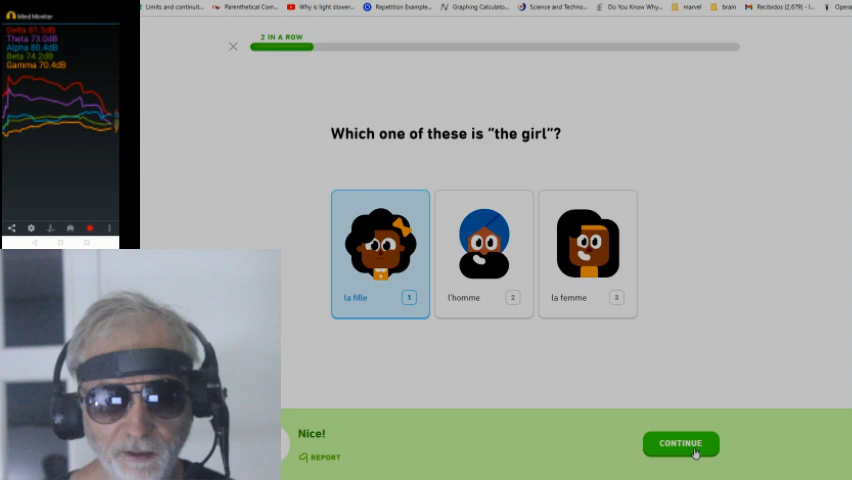 Mind Monitor
Delta 81.5dB
Theta 73.0dB
Alpha 80.4dB
Beta 74.2dB
Gamma 70.4dB
Limits and continuit...
Parenthetical Com...
Why is light slower...
Repetition Example...
Graphing Calculato...
Science and Techno...
Do You Know Why...
marvel
brain
Recibidos (2,679) - l...
Opera
2 IN A ROW
Which one of these is "the girl"?
la fille 1
l'homme 2
la femme 3
Nice!
REPORT
CONTINUE